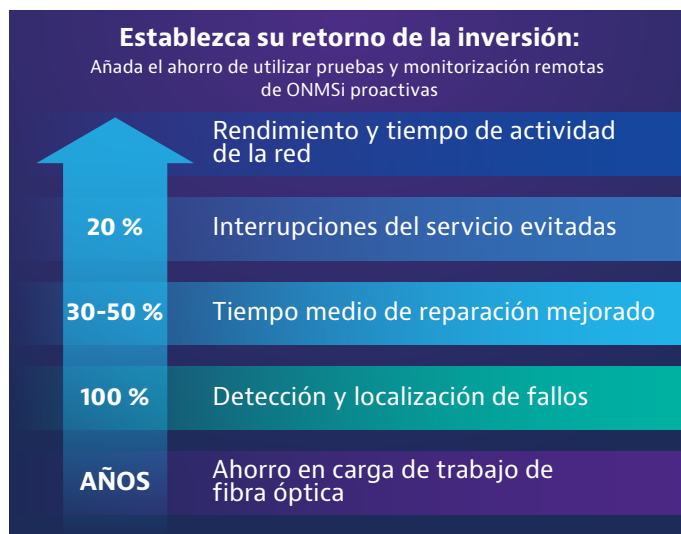 Establezca su retorno de la inversión:
Añada el ahorro de utilizar pruebas y monitorización remotas
de ONMSi proactivas
Rendimiento y tiempo de actividad
de la red
20 % Interrupciones del servicio evitadas
30-50 % Tiempo medio de reparación mejorado
100 % Detección y localización de fallos
AÑOS Ahorro en carga de trabajo de
fibra óptica